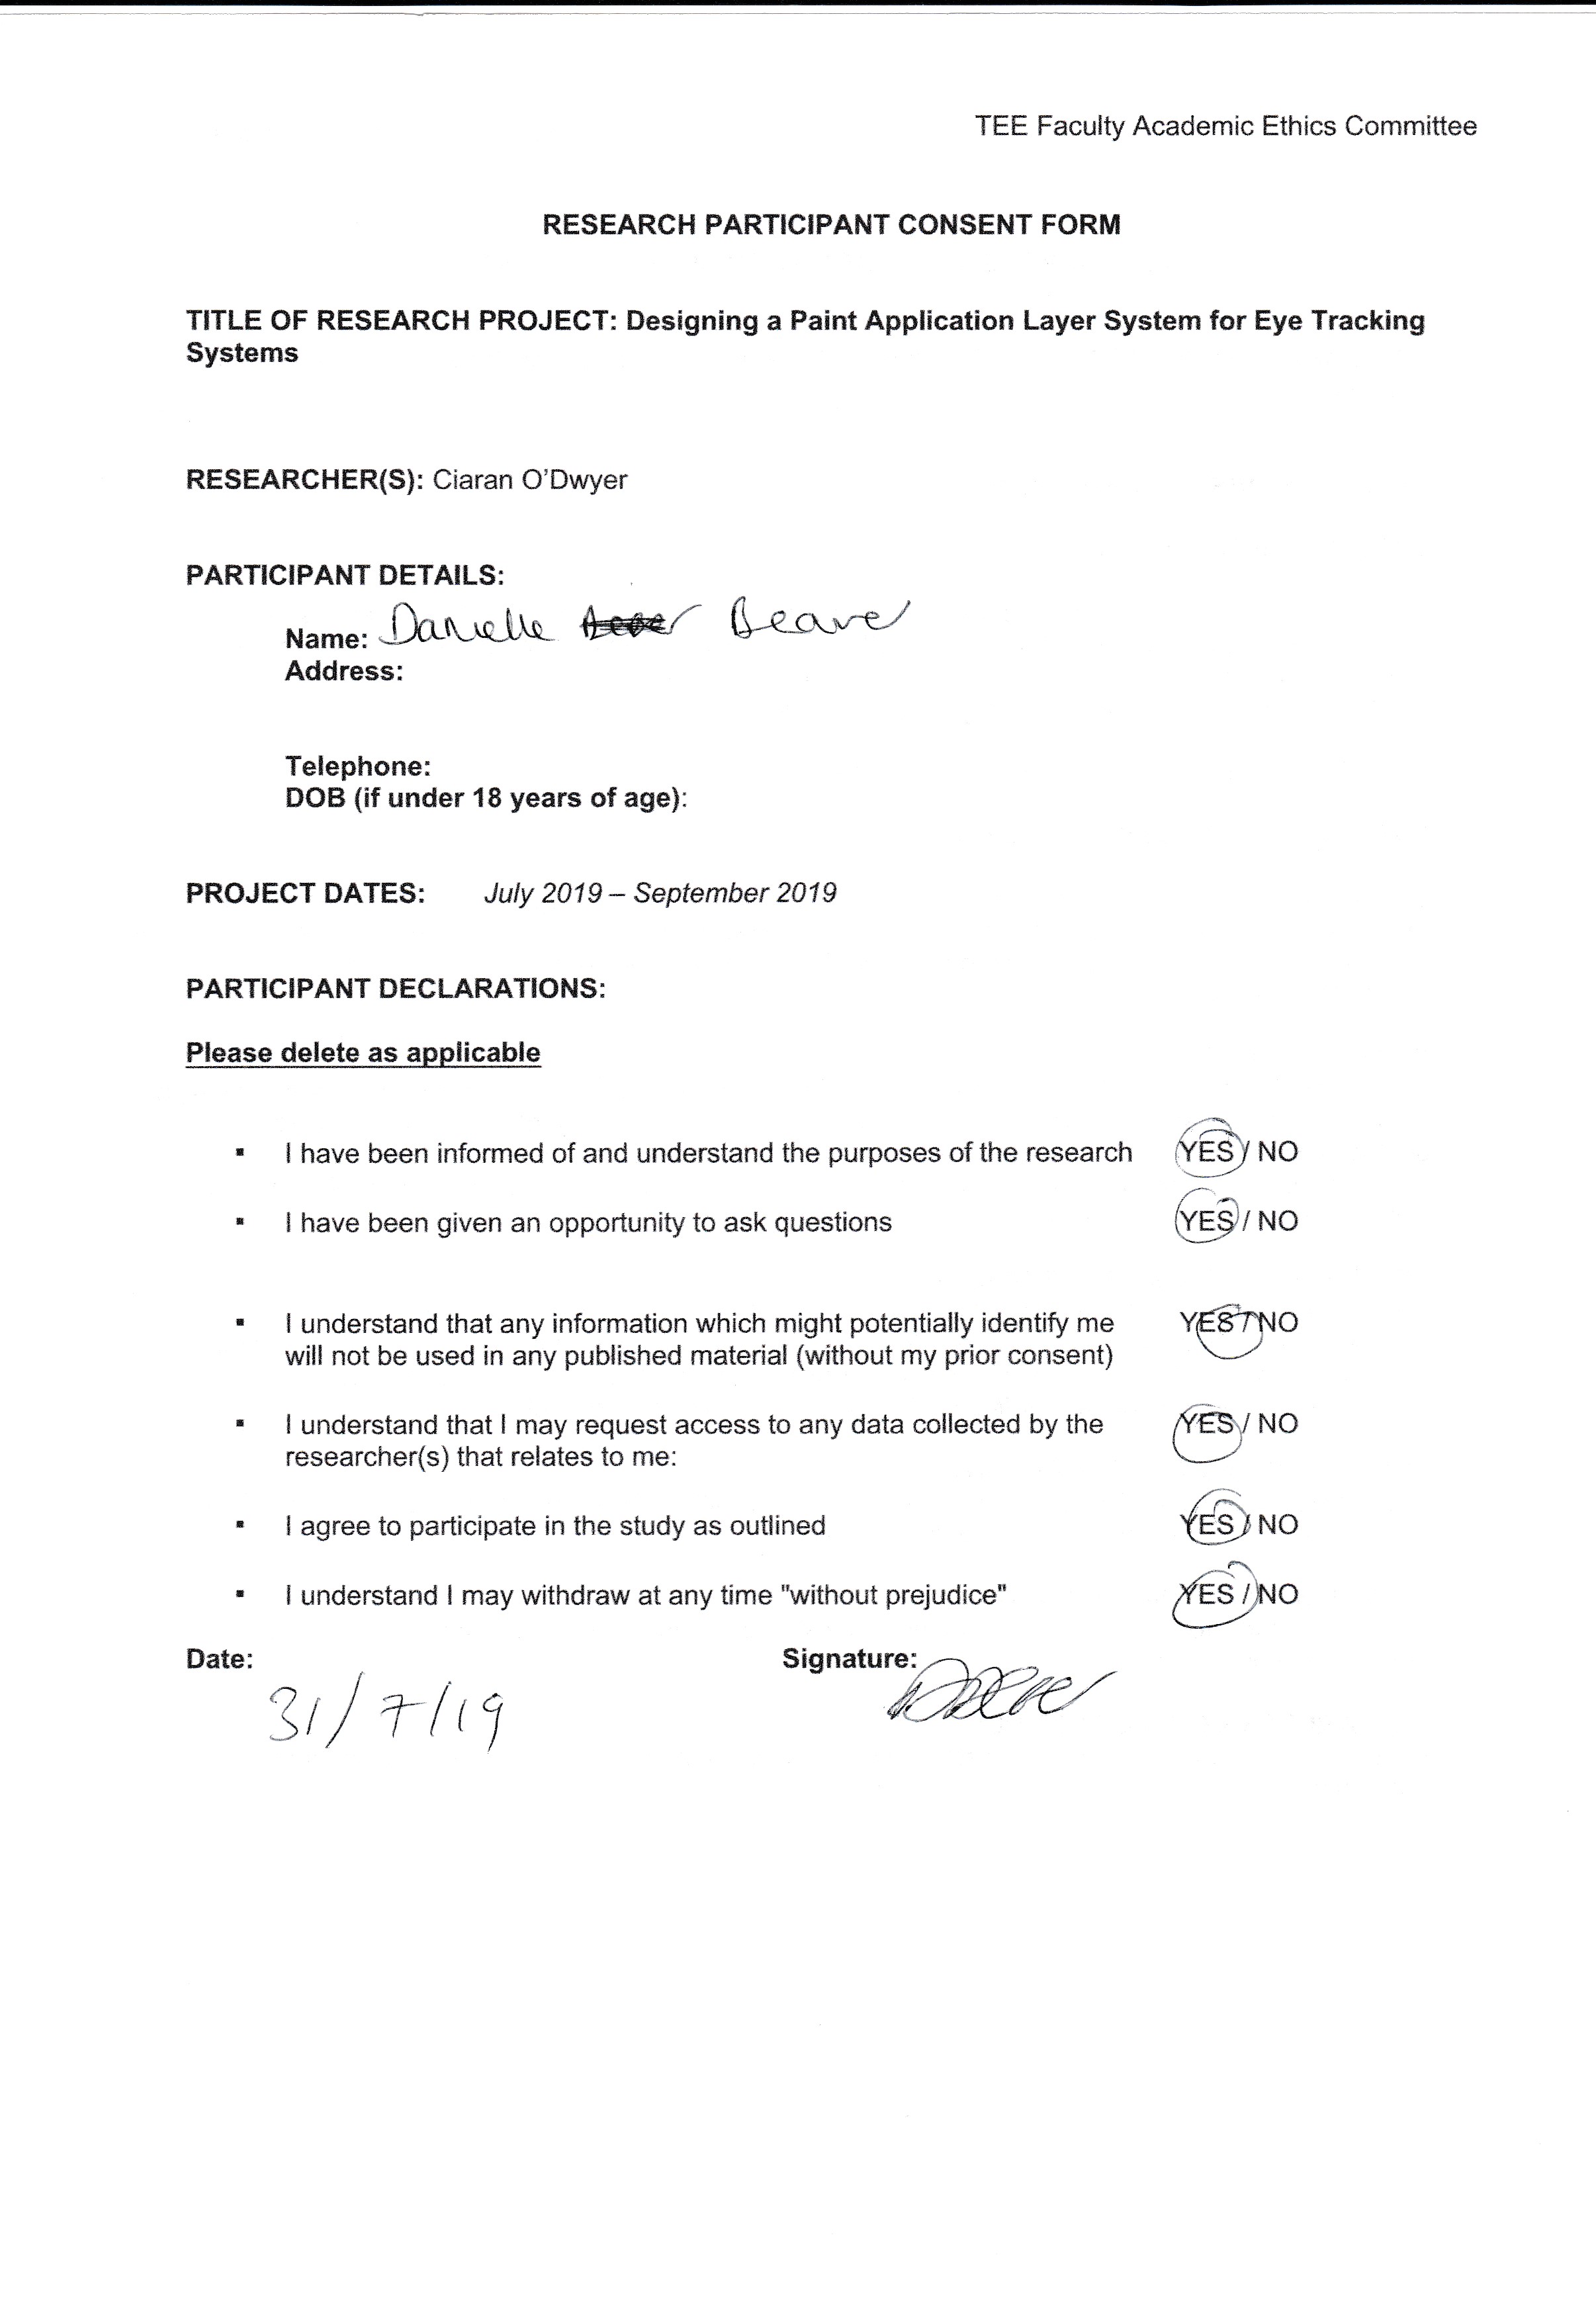 TEE Faculty Academic Ethics Committee
RESEARCH PARTICIPANT CONSENT FORM
TITLE OF RESEARCH PROJECT: Designing a Paint Application Layer System for Eye Tracking
Systems
RESEARCHER(S): Ciaran O'Dwyer
PARTICIPANT DETAILS:
Name: Danielle Beaver
Address:
Telephone:
DOB (if under 18 years of age):
PROJECT DATES: July 2019 – September 2019
PARTICIPANT DECLARATIONS:
Please delete as applicable
▪ I have been informed of and understand the purposes of the research YES / NO
▪ I have been given an opportunity to ask questions YES / NO
▪ I understand that any information which might potentially identify me YES / NO
will not be used in any published material (without my prior consent)
▪ I understand that I may request access to any data collected by the YES / NO
researcher(s) that relates to me:
▪ I agree to participate in the study as outlined YES / NO
▪ I understand I may withdraw at any time "without prejudice" YES / NO
Date: Signature:
31/7/19